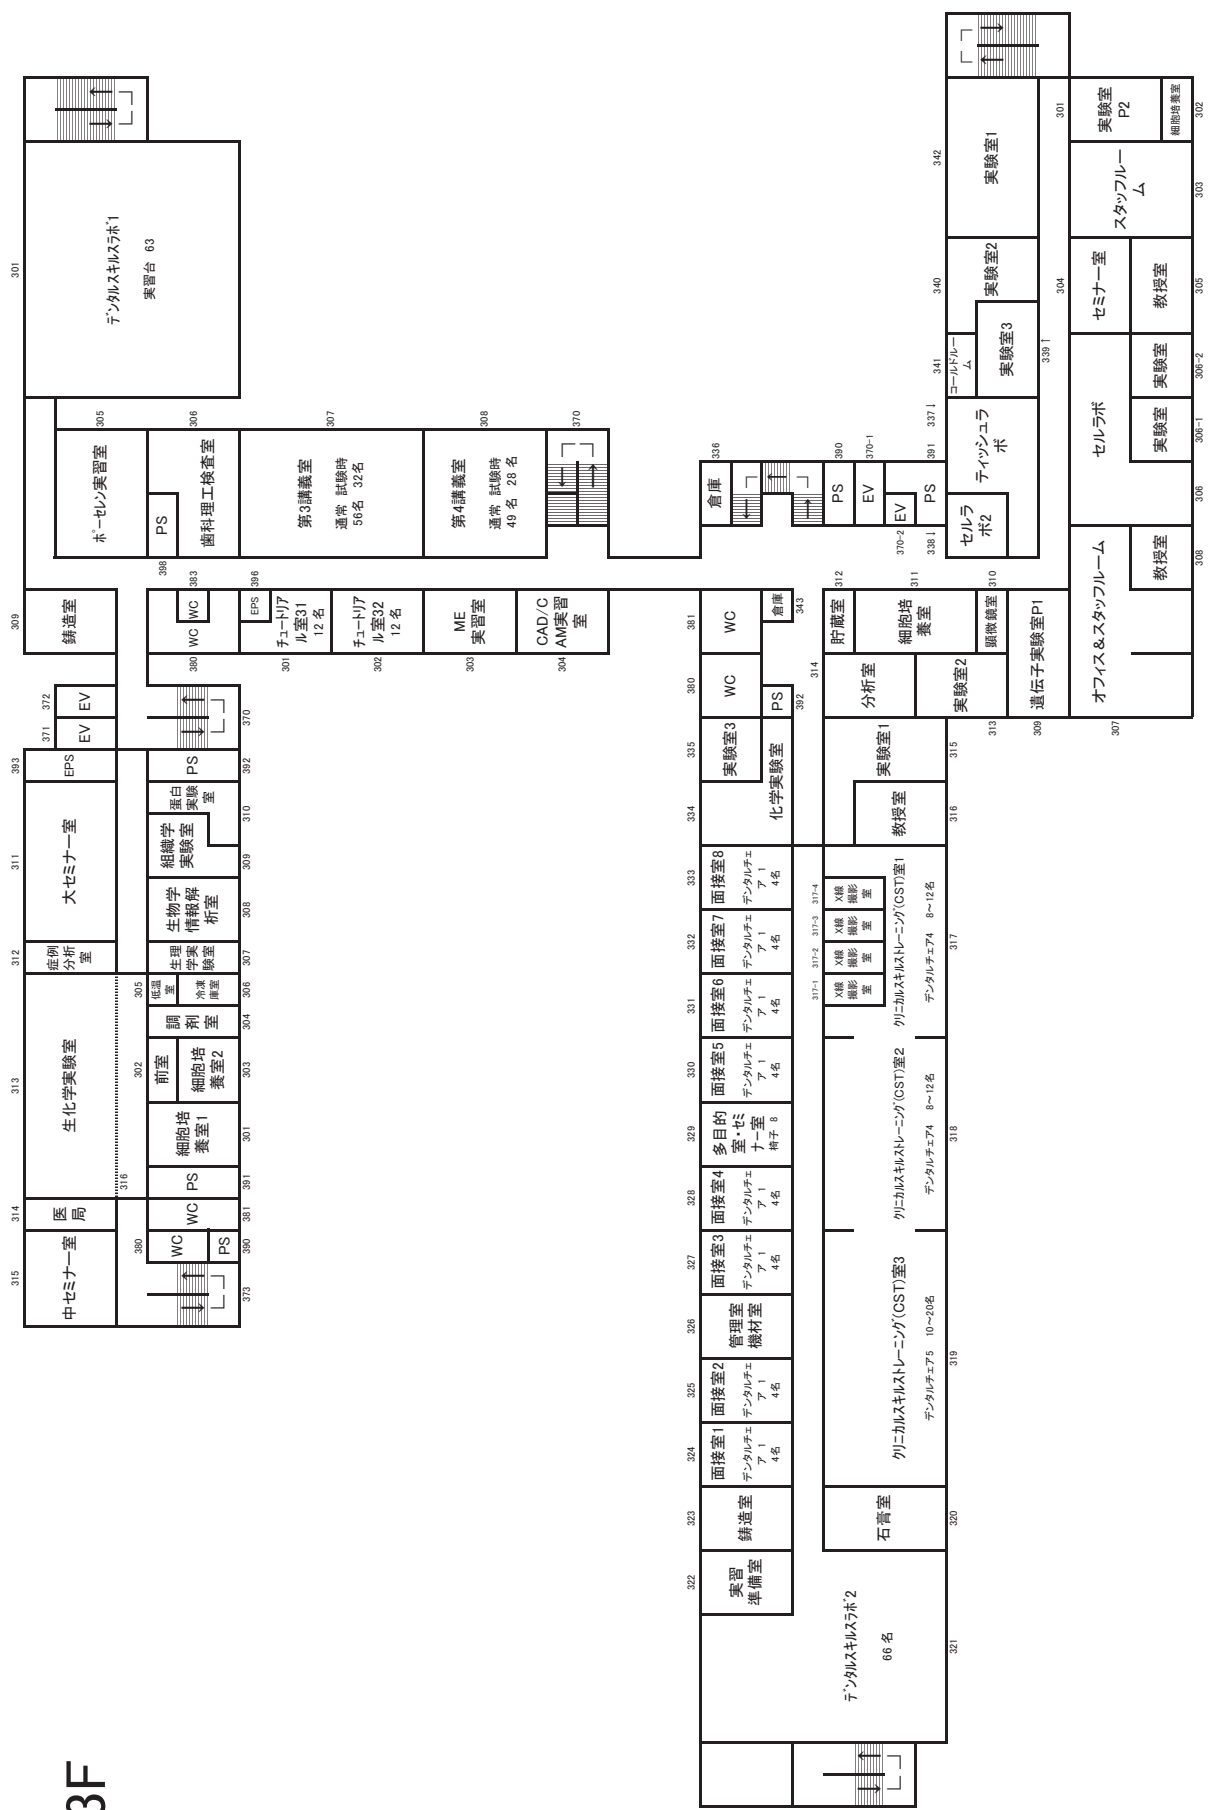 3F
301
デンタルスキルスラボ1
実習台 63
305
ポーセレン実習室
306
歯科理工検査室
PS
398
307
第3講義室
通常 試験時
56名 32名
308
第4講義室
通常 試験時
49 名 28 名
370
309
鋳造室
383
WC
WC
380
396
EPS
チュートリア
ル室31
12 名
301
チュートリア
ル室32
12 名
302
ME
実習室
303
CAD/C
AM実習
室
304
372
EV
371
EV
370
393
EPS
PS
392
311
大セミナー室
蛋白
実験
室
310
組織学
実験室
309
生物学
情報解
析室
308
312
症例
分析
室
生理
学実
験室
307
313
生化学実験室
305
低温
室
冷凍
庫室
306
調
剤
室
304
302
前室
細胞培
養室2
303
細胞培
養室1
301
316
PS
391
314
医
局
WC
381
315
中セミナー室
380
WC
PS
390
373
336
倉庫
390
PS
370-1
EV
EV
370-2
391
PS
338↓
337↓
342
実験室1
340
実験室2
341
コールドルー
ム
実験室3
339↑
ティッシュラ
ボ
セルラ
ボ2
301
実験室
P2
細胞培養室
302
スタッフルー
ム
303
304
セミナー室
教授室
305
セルラボ
実験室
306-2
実験室
306-1
306
オフィス&スタッフルーム
教授室
308
307
381
WC
倉庫
343
380
WC
PS
392
312
貯蔵室
311
細胞培
養室
310
顕微鏡室
314
分析室
実験室2
313
遺伝子実験室P1
309
335
実験室3
334
化学実験室
実験室1
315
教授室
316
333
面接室8
デンタルチェ
ア 1
4名
332
面接室7
デンタルチェ
ア 1
4名
331
面接室6
デンタルチェ
ア 1
4名
330
面接室5
デンタルチェ
ア 1
4名
329
多目的
室・セミ
ナー室
椅子 8
328
面接室4
デンタルチェ
ア 1
4名
327
面接室3
デンタルチェ
ア 1
4名
326
管理室
機材室
325
面接室2
デンタルチェ
ア 1
4名
324
面接室1
デンタルチェ
ア 1
4名
323
鋳造室
322
実習
準備室
317-4
X線
撮影
室
317-3
X線
撮影
室
317-2
X線
撮影
室
317-1
X線
撮影
室
クリニカルスキルストレーニング(CST)室1
デンタルチェア4 8～12名
317
クリニカルスキルストレーニング(CST)室2
デンタルチェア4 8～12名
318
クリニカルスキルストレーニング(CST)室3
デンタルチェア5 10～20名
319
石膏室
320
デンタルスキルスラボ2
66 名
321